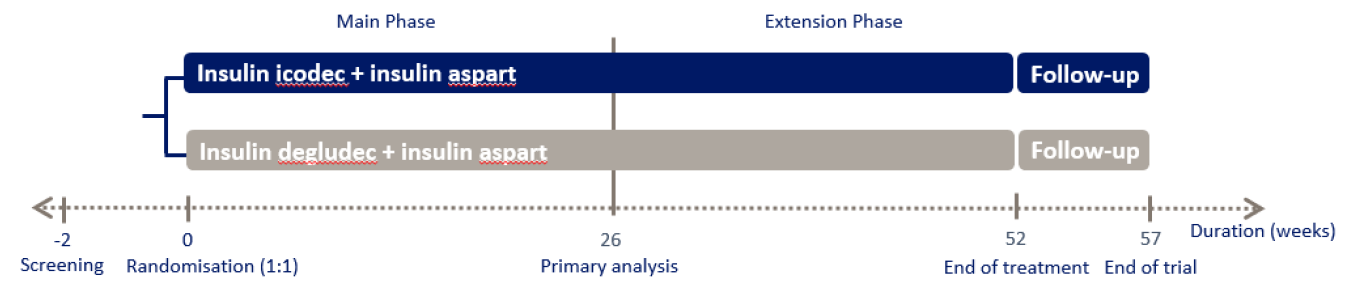 Main Phase
Extension Phase
Insulin icodec + insulin aspart
Follow-up
Insulin degludec + insulin aspart
Follow-up
-2
0
26
52
57
Duration (weeks)
Screening
Randomisation (1:1)
Primary analysis
End of treatment
End of trial